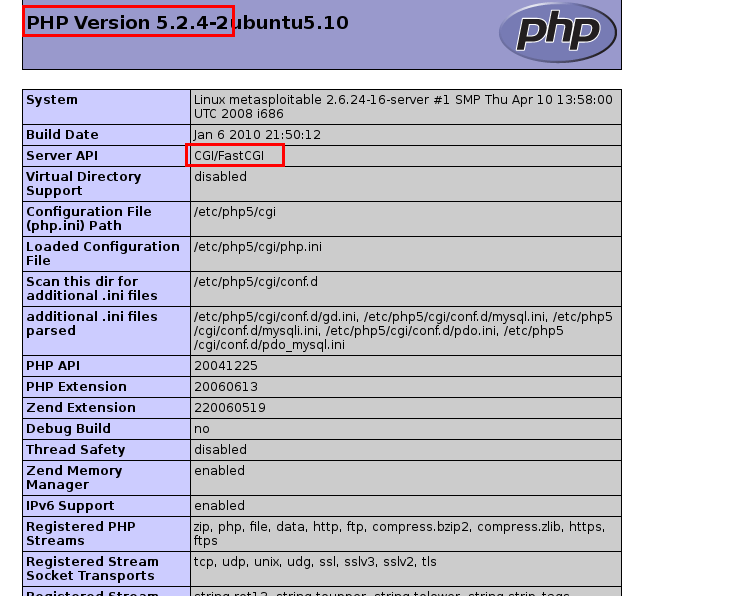 PHP Version 5.2.4-2ubuntu5.10
php
System
Linux metasploitable 2.6.24-16-server #1 SMP Thu Apr 10 13:58:00
UTC 2008 i686
Build Date
Jan 6 2010 21:50:12
Server API
CGI/FastCGI
Virtual Directory
Support
disabled
Configuration File
(php.ini) Path
/etc/php5/cgi
Loaded Configuration
File
/etc/php5/cgi/php.ini
Scan this dir for
additional .ini files
/etc/php5/cgi/conf.d
additional .ini files
parsed
/etc/php5/cgi/conf.d/gd.ini, /etc/php5/cgi/conf.d/mysql.ini, /etc/php5
/cgi/conf.d/mysqli.ini, /etc/php5/cgi/conf.d/pdo.ini, /etc/php5
/cgi/conf.d/pdo_mysql.ini
PHP API
20041225
PHP Extension
20060613
Zend Extension
220060519
Debug Build
no
Thread Safety
disabled
Zend Memory
Manager
enabled
IPv6 Support
enabled
Registered PHP
Streams
zip, php, file, data, http, ftp, compress.bzip2, compress.zlib, https,
ftps
Registered Stream
Socket Transports
tcp, udp, unix, udg, ssl, sslv3, sslv2, tls
Registered Stream
string.rot13, string.toupper, string.tolower, string.strip_tags